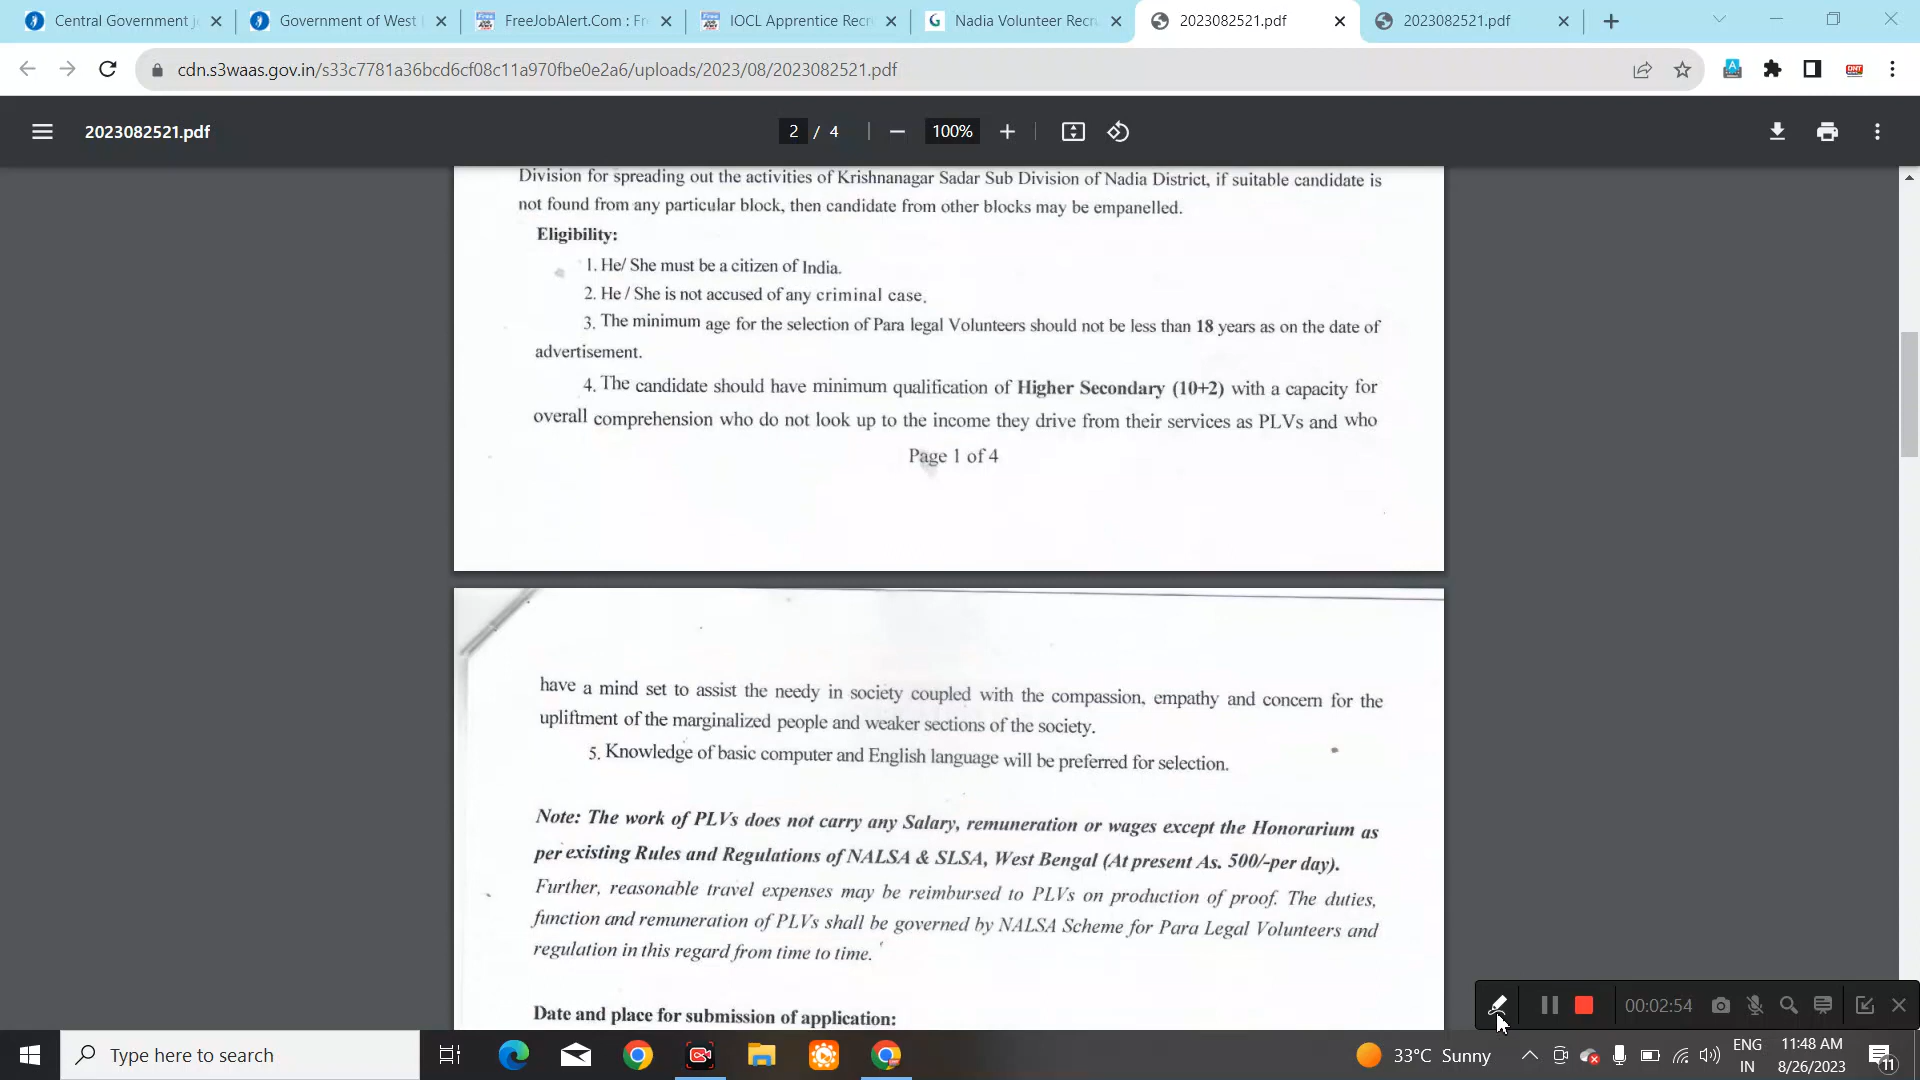 Central Government j
Government of West
FreeJobAlert.Com : Fr
IOCL Apprentice Recr
Nadia Volunteer Recru
2023082521.pdf
2023082521.pdf
cdn.s3waas.gov.in/s33c7781a36bcd6cf08c11a970fbe0e2a6/uploads/2023/08/2023082521.pdf
2023082521.pdf
2 / 4
100%
Division for spreading out the activities of Krishnanagar Sadar Sub Division of Nadia District, if suitable candidate is
not found from any particular block, then candidate from other blocks may be empanelled.
Eligibility:
1. He/ She must be a citizen of India.
2. He / She is not accused of any criminal case.
3. The minimum age for the selection of Para legal Volunteers should not be less than 18 years as on the date of
advertisement.
4. The candidate should have minimum qualification of Higher Secondary (10+2) with a capacity for
overall comprehension who do not look up to the income they drive from their services as PLVs and who
Page 1 of 4
have a mind set to assist the needy in society coupled with the compassion, empathy and concern for the
upliftment of the marginalized people and weaker sections of the society.
5. Knowledge of basic computer and English language will be preferred for selection.
Note: The work of PLVs does not carry any Salary, remuneration or wages except the Honorarium as
per existing Rules and Regulations of NALSA & SLSA, West Bengal (At present As. 500/-per day).
Further, reasonable travel expenses may be reimbursed to PLVs on production of proof. The duties,
function and remuneration of PLVs shall be governed by NALSA Scheme for Para Legal Volunteers and
regulation in this regard from time to time.
Date and place for submission of application:
00:02:54
Type here to search
33°C Sunny
ENG
IN
11:48 AM
8/26/2023
11